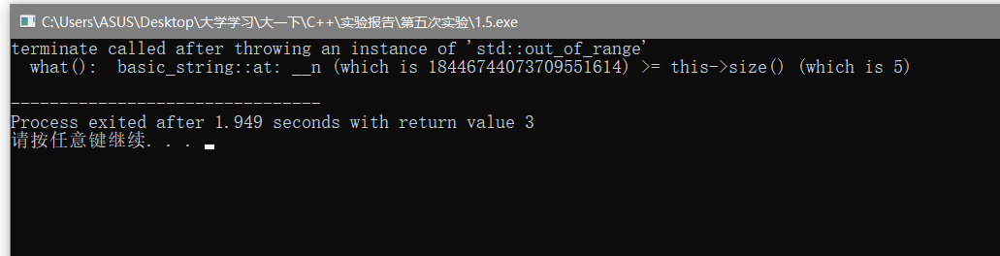 C:\Users\ASUS\Desktop\大学学习\大一下\C++\实验报告\第五次实验\1.5.exe
terminate called after throwing an instance of 'std::out_of_range'
what():  basic_string::at: __n (which is 18446744073709551614) >= this->size() (which is 5)
--------------------------------
Process exited after 1.949 seconds with return value 3
请按任意键继续. . .